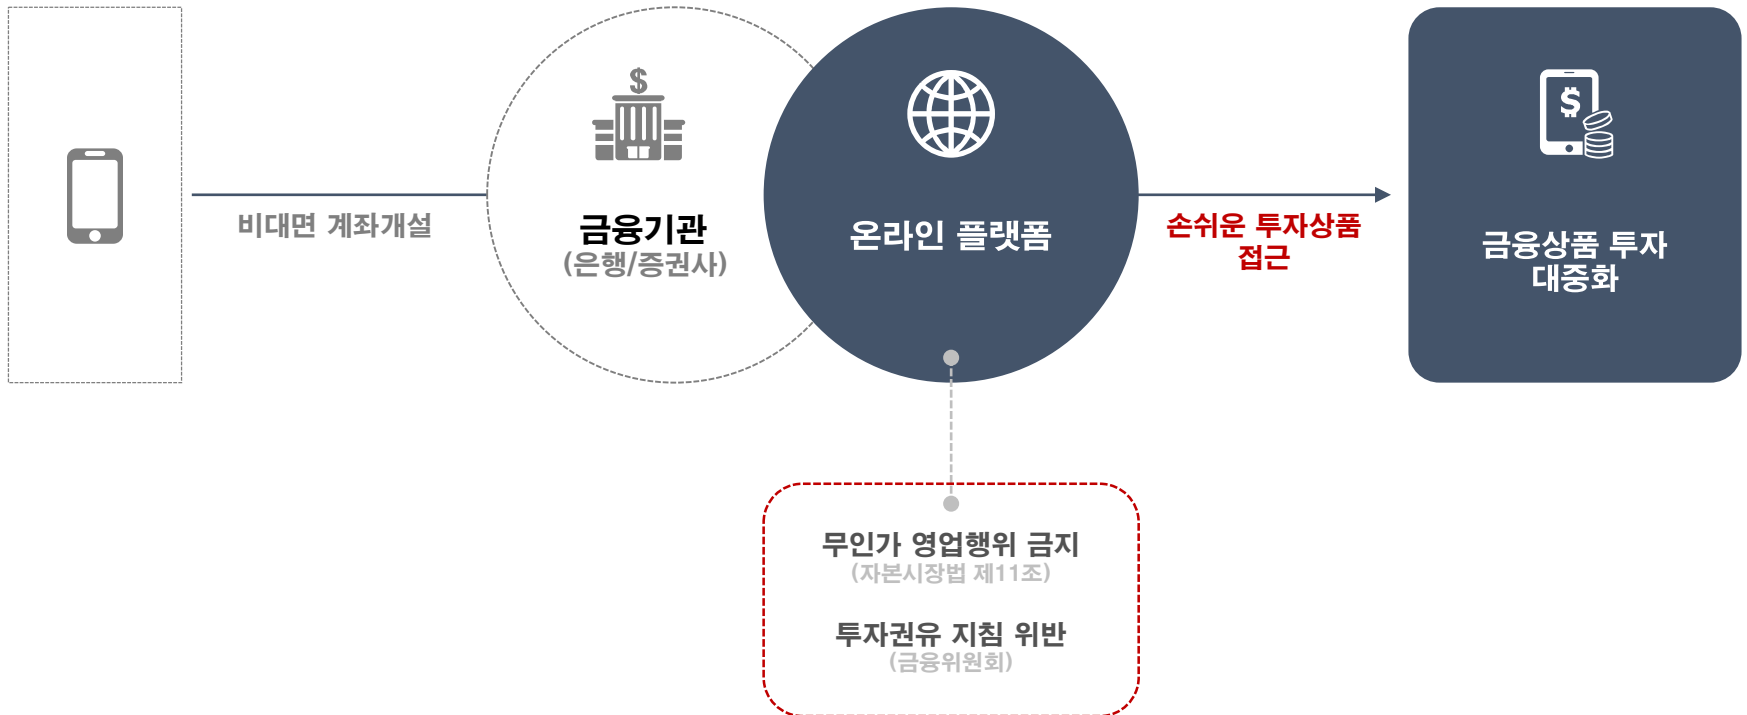 비대면 계좌개설
$
금융기관
(은행/증권사)
온라인 플랫폼
손쉬운 투자상품
접근
$
금융상품 투자
대중화
무인가 영업행위 금지
(자본시장법 제11조)
투자권유 지침 위반
(금융위원회)